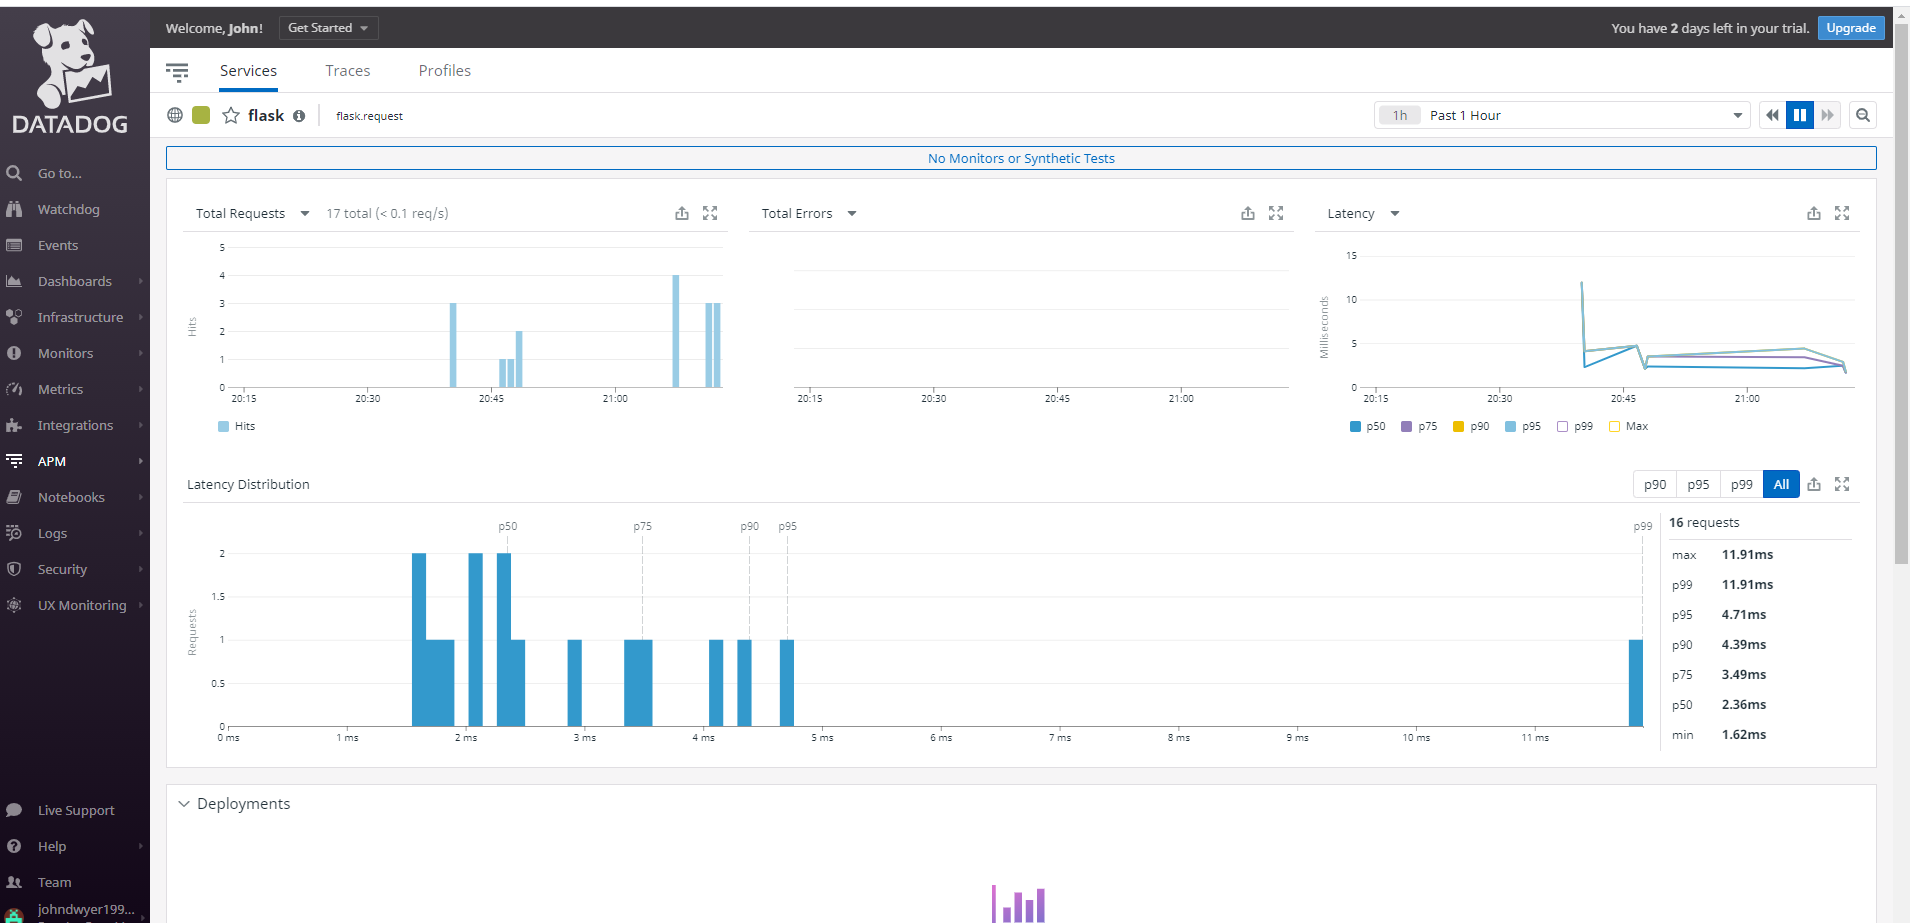 DATADOG
Go to...
Watchdog
Events
Dashboards
Infrastructure
Monitors
Metrics
Integrations
APM
Notebooks
Logs
Security
UX Monitoring
Live Support
Help
Team
johndwyer199...
Welcome, John!
Get Started
You have 2 days left in your trial.
Upgrade
Services Traces Profiles
flask flask.request
1h Past 1 Hour
No Monitors or Synthetic Tests
Total Requests 17 total (< 0.1 req/s)
Hits
5
4
3
2
1
0
20:15 20:30 20:45 21:00
Hits
Total Errors
20:15 20:30 20:45 21:00
Latency
Milliseconds
15
10
5
0
20:15 20:30 20:45 21:00
p50 p75 p90 p95 p99 Max
Latency Distribution
p90 p95 p99 All
p50 p75 p90 p95 p99
Requests
2
1.5
1
0.5
0
0 ms 1 ms 2 ms 3 ms 4 ms 5 ms 6 ms 7 ms 8 ms 9 ms 10 ms 11 ms
16 requests
max 11.91ms
p99 11.91ms
p95 4.71ms
p90 4.39ms
p75 3.49ms
p50 2.36ms
min 1.62ms
Deployments